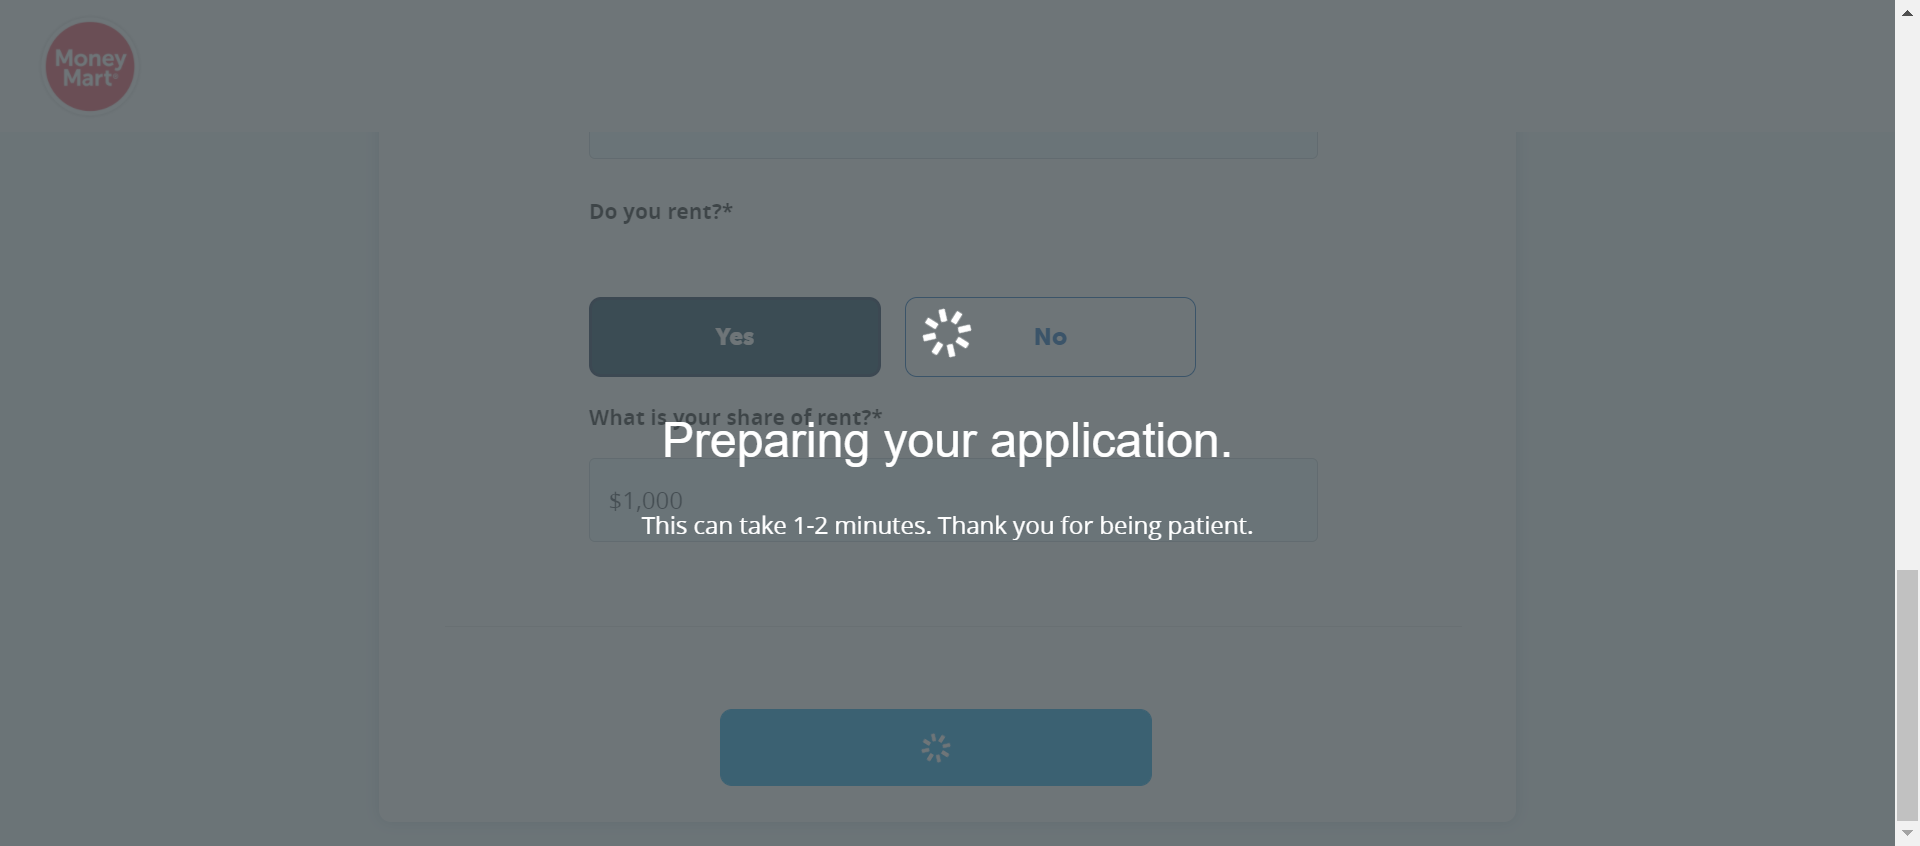 Money
Mart®
Do you rent?*
Yes
No
What is your share of rent?*
Preparing your application.
$1,000
This can take 1-2 minutes. Thank you for being patient.